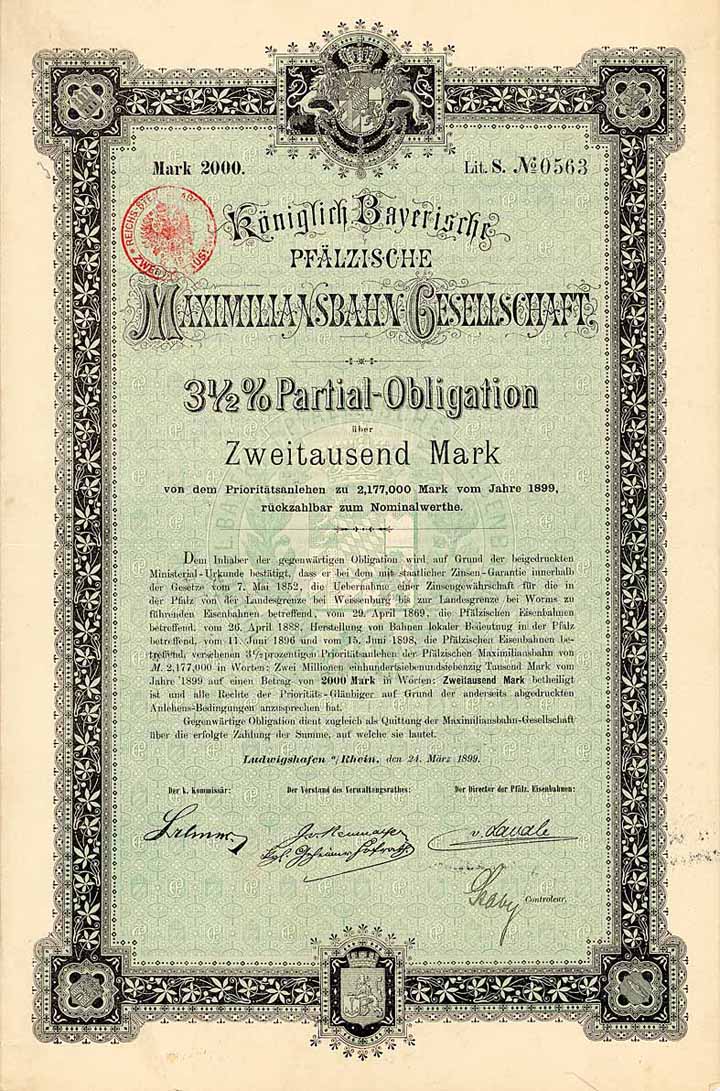 Mark 2000.
Lit. S. № 0563
Königlich Bayerische
PFÄLZISCHE
MAXIMILIANSBAHN-GESELLSCHAFT.
3½% Partial-Obligation
über
Zweitausend Mark
von dem Prioritätsanlehen zu 2,177,000 Mark vom Jahre 1899,
rückzahlbar zum Nominalwerthe.
Dem Inhaber der gegenwärtigen Obligation wird auf Grund der beigedruckten
Ministerial-Urkunde bestätigt, dass er bei dem mit staatlicher Zinsen-Garantie innerhalb
der Gesetze vom 7. Mai 1852, die Uebernahme einer Zinsengewährschaft für die in
der Pfalz von der Landesgrenze bei Weissenburg bis zur Landesgrenze bei Worms zu
führenden Eisenbahnen betreffend, vom 29. April 1869, die Pfälzischen Eisenbahnen
betreffend, vom 26. April 1888, Herstellung von Bahnen lokaler Bedeutung in der Pfalz
betreffend, vom 11. Juni 1896 und vom 15. Juni 1898, die Pfälzischen Eisenbahnen be-
treffend, versehenen 3½prozentigen Prioritätsanlehen der Pfälzischen Maximiliansbahn von
M. 2,177,000 in Worten: Zwei Millionen einhundertsiebenundsiebenzig Tausend Mark vom
Jahre 1899 auf einen Betrag von 2000 Mark in Worten: Zweitausend Mark betheiligt
ist und alle Rechte der Prioritäts-Gläubiger auf Grund der anderseits abgedruckten
Anlehens-Bedingungen anzusprechen hat.
Gegenwärtige Obligation dient zugleich als Quittung der Maximiliansbahn-Gesellschaft
über die erfolgte Zahlung der Summe, auf welche sie lautet.
Ludwigshafen a/Rhein, den 24. März 1899.
Der k. Kommissär:
Der Vorstand des Verwaltungsrathes:
Der Director der Pfälz. Eisenbahnen:
v. Lavale
Controleur.